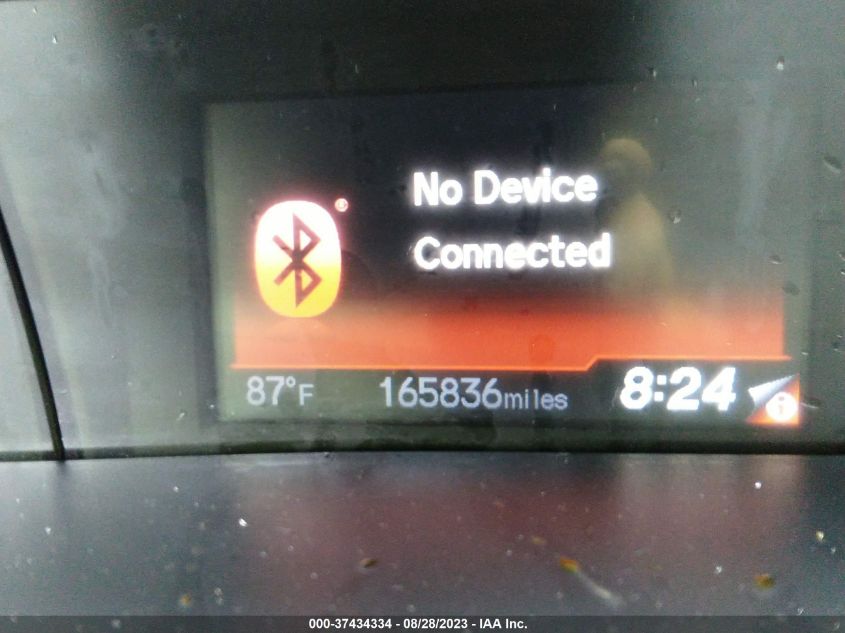 No Device
Connected
87°F 165836miles 8:24 i
000-37434334 - 08/28/2023 - IAA Inc.